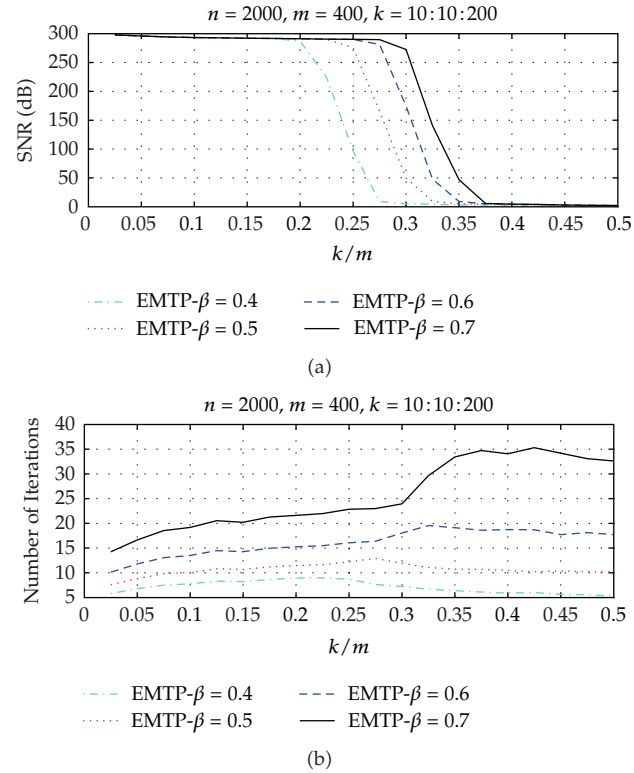 n = 2000, m = 400, k = 10:10:200
300
250
200
150
100
50
0
SNR (dB)
0 0.05 0.1 0.15 0.2 0.25 0.3 0.35 0.4 0.45 0.5
k/m
EMTP-β = 0.4
EMTP-β = 0.5
EMTP-β = 0.6
EMTP-β = 0.7
(a)
n = 2000, m = 400, k = 10:10:200
40
35
30
25
20
15
10
5
Number of Iterations
0 0.05 0.1 0.15 0.2 0.25 0.3 0.35 0.4 0.45 0.5
k/m
EMTP-β = 0.4
EMTP-β = 0.5
EMTP-β = 0.6
EMTP-β = 0.7
(b)